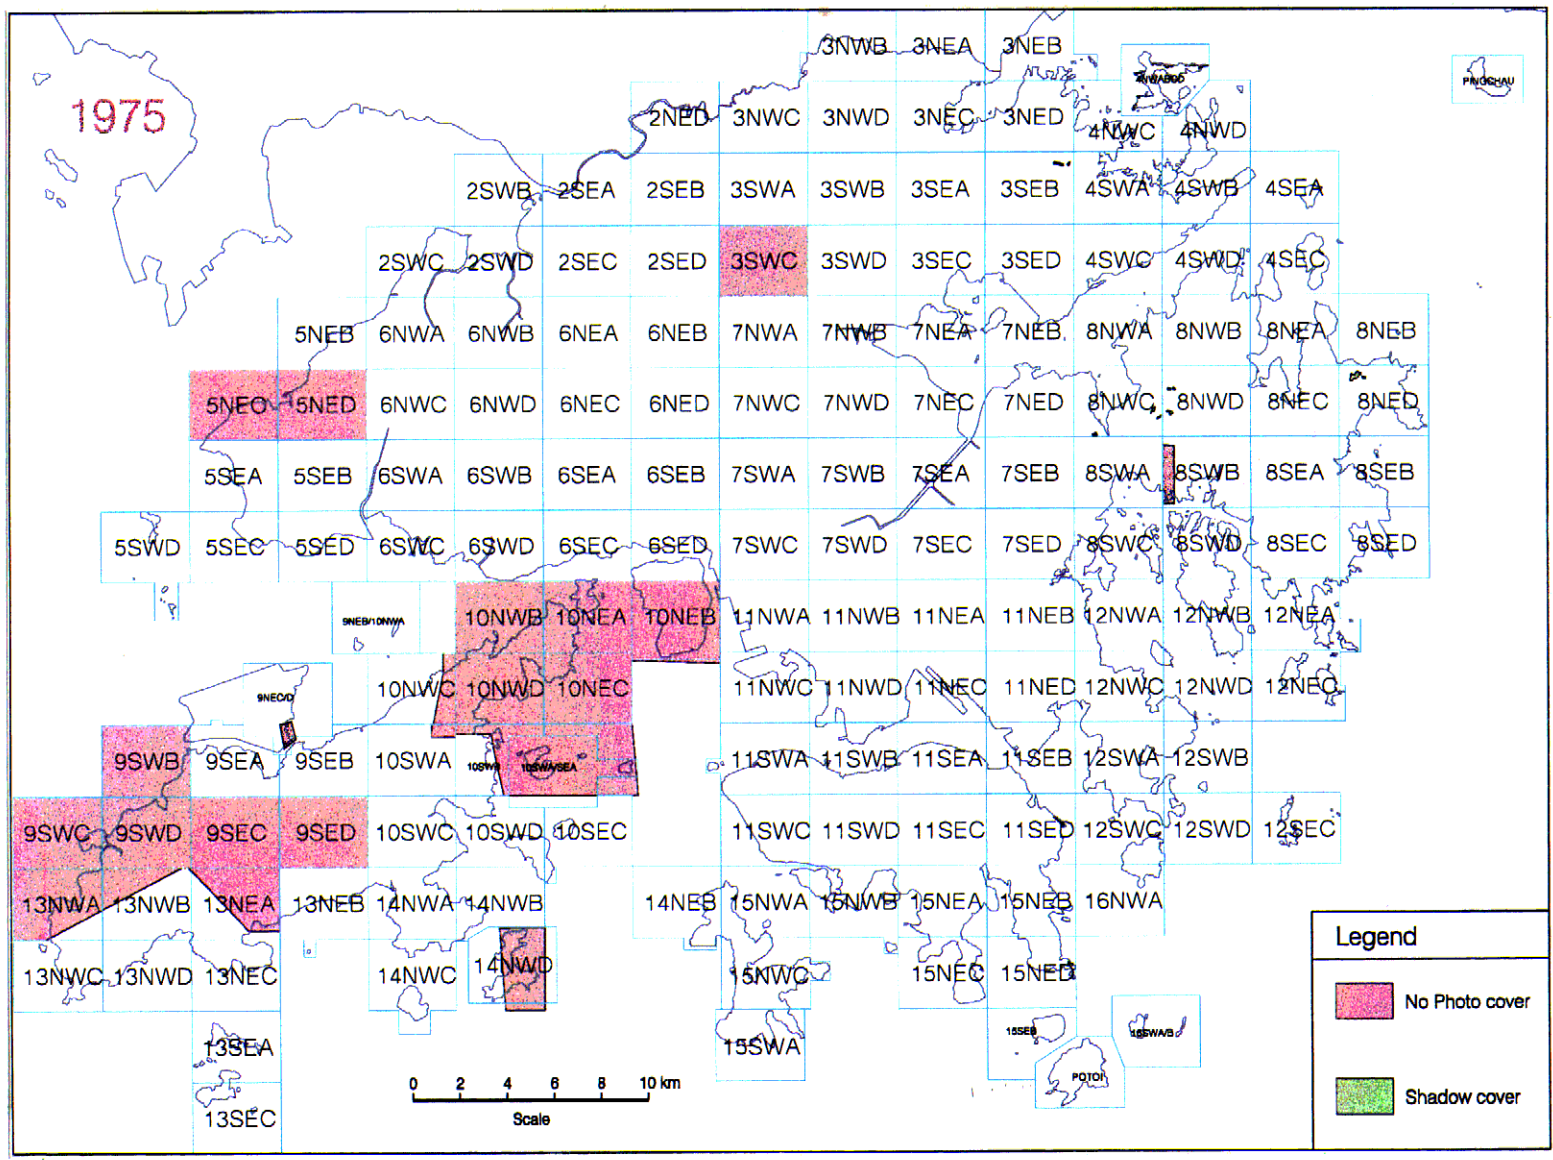 3NWB 3NEA 3NEB
4NWABCD PINGCHAU
1975
2NED 3NWC 3NWD 3NEC 3NED 4NWC 4NWD
2SWB 2SEA 2SEB 3SWA 3SWB 3SEA 3SEB 4SWA 4SWB 4SEA
2SWC 2SWD 2SEC 2SED 3SWC 3SWD 3SEC 3SED 4SWC 4SWD 4SEC
5NEB 6NWA 6NWB 6NEA 6NEB 7NWA 7NWB 7NEA 7NEB 8NWA 8NWB 8NEA 8NEB
5NEC 5NED 6NWC 6NWD 6NEC 6NED 7NWC 7NWD 7NEC 7NED 8NWC 8NWD 8NEC 8NED
5SEA 5SEB 6SWA 6SWB 6SEA 6SEB 7SWA 7SWB 7SEA 7SEB 8SWA 8SWB 8SEA 8SEB
5SWD 5SEC 5SED 6SWC 6SWD 6SEC 6SED 7SWC 7SWD 7SEC 7SED 8SWC 8SWD 8SEC 8SED
9NEB/10NWA 10NWB 10NEA 10NEB 11NWA 11NWB 11NEA 11NEB 12NWA 12NWB 12NEA
9NEC/D 10NWC 10NWD 10NEC 11NWC 11NWD 11NEC 11NED 12NWC 12NWD 12NEC
9SWB 9SEA 9SEB 10SWA 10SWB 10SWA/SEA 11SWA 11SWB 11SEA 11SEB 12SWA 12SWB
9SWC 9SWD 9SEC 9SED 10SWC 10SWD 10SEC 11SWC 11SWD 11SEC 11SED 12SWC 12SWD 12SEC
13NWA 13NWB 13NEA 13NEB 14NWA 14NWB 14NEB 15NWA 15NWB 15NEA 15NEB 16NWA
13NWC 13NWD 13NEC 14NWC 14NWD 15NWC 15NEC 15NED
13SEA 15SWA 15SEB 16SWA/B
POTOI
13SEC
0 2 4 6 8 10 km
Scale
Legend
No Photo cover
Shadow cover